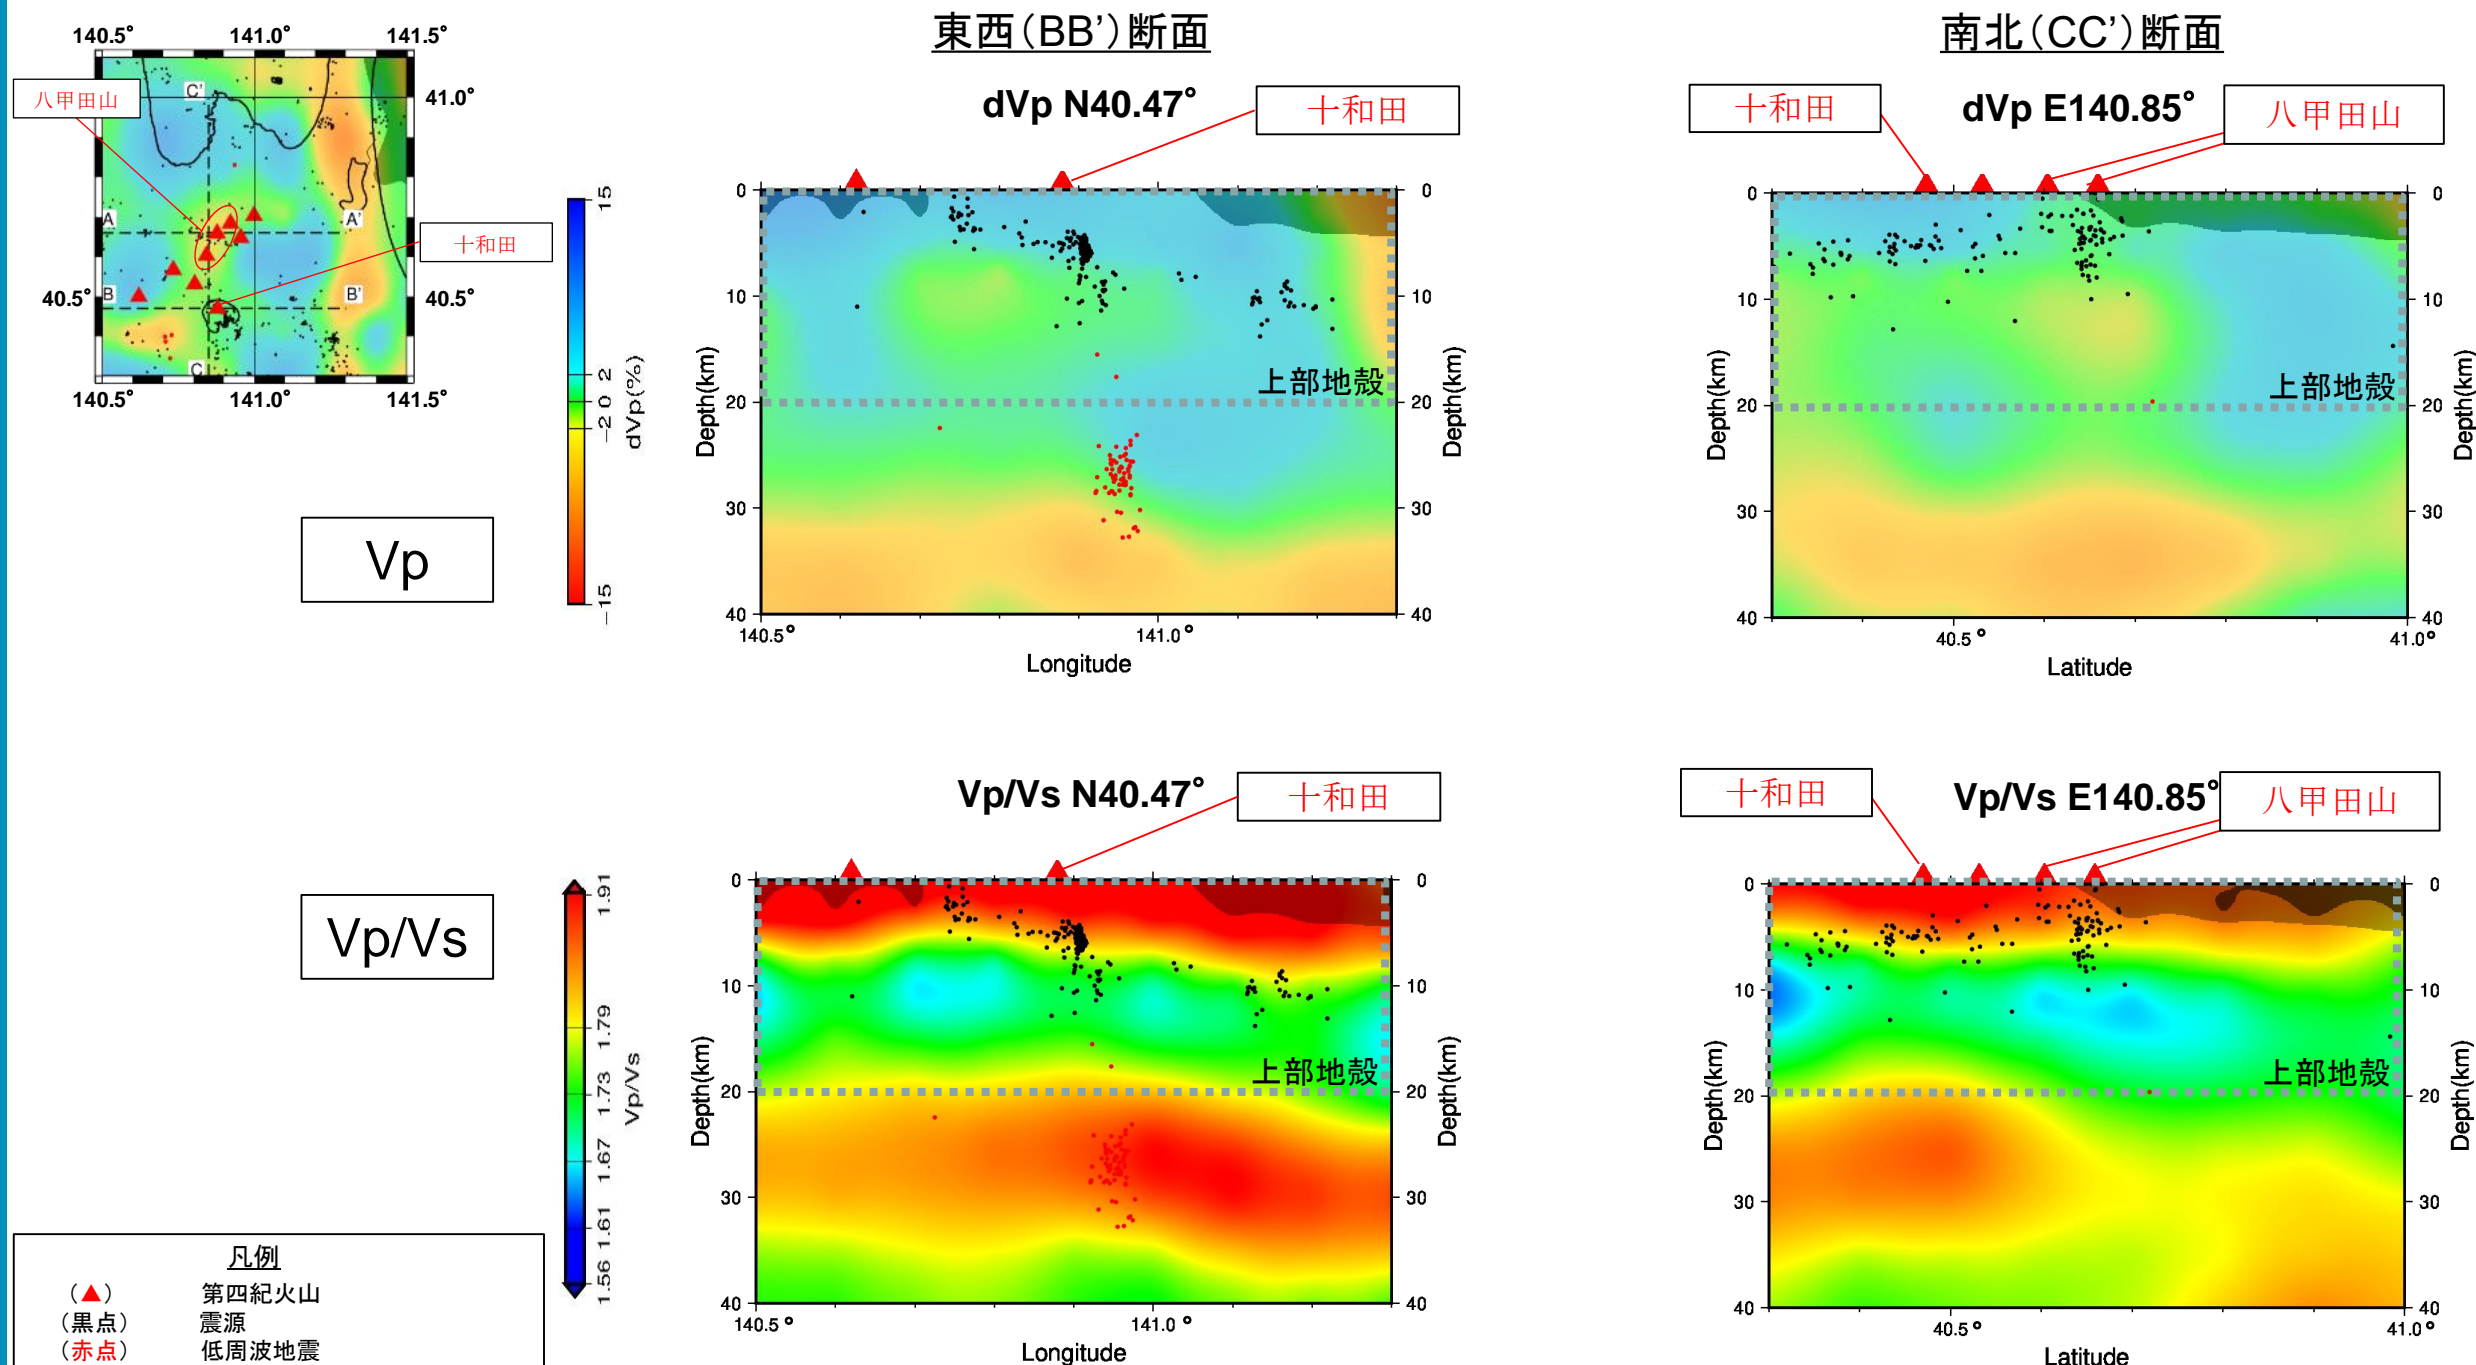 東西(BB’)断面
南北(CC’)断面
140.5°
141.0°
141.5°
八甲田山
C'
41.0°
A
A'
十和田
40.5°
B
B'
40.5°
C
140.5°
141.0°
141.5°
15
2
0
−2
−15
dVp(%)
Vp
dVp N40.47°
十和田
0
10
20
30
40
Depth(km)
上部地殻
0
10
20
30
40
Depth(km)
140.5°
141.0°
Longitude
十和田
dVp E140.85°
八甲田山
0
10
20
30
40
Depth(km)
上部地殻
0
10
20
30
40
Depth(km)
40.5°
41.0°
Latitude
Vp/Vs
1.91
1.79
1.73
1.67
1.61
1.56
Vp/Vs
Vp/Vs N40.47°
十和田
0
10
20
30
40
Depth(km)
上部地殻
0
10
20
30
40
Depth(km)
140.5°
141.0°
Longitude
十和田
Vp/Vs E140.85°
八甲田山
0
10
20
30
40
Depth(km)
上部地殻
0
10
20
30
40
Depth(km)
40.5°
41.0°
Latitude
凡例
(▲) 第四紀火山
(黒点) 震源
(赤点) 低周波地震